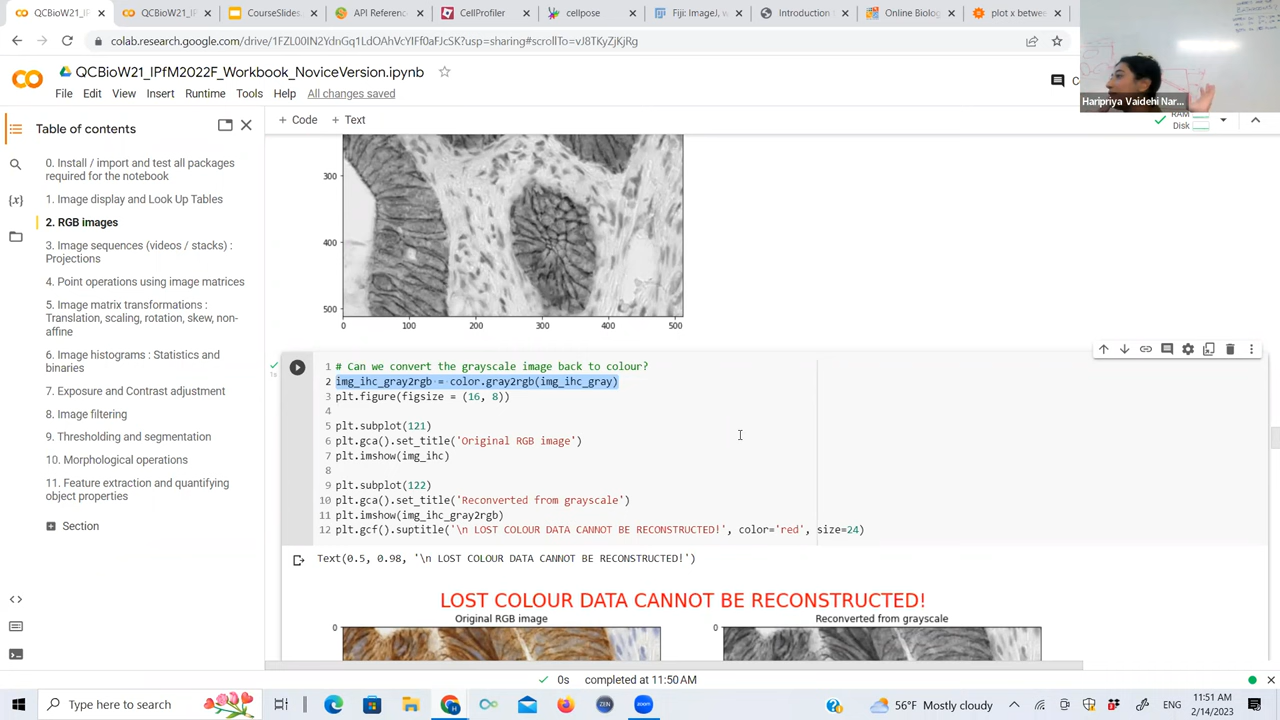 QCBioW21_IPfM2022F
QCBioW21_IPfM2022F
CourseSlides.
API Referenc
CellProfiler
cellpose
Fiji: ImageJ, w
Introduction
Online Biolog
plot x betwee
colab.research.google.com/drive/1FZL00IN2YdnGq1LdOAhVcYIFf0aFJcSK?usp=sharing#scrollTo=vJ8TKyZjKjRg
QCBioW21_IPfM2022F_Workbook_NoviceVersion.ipynb
File Edit View Insert Runtime Tools Help All changes saved
Haripriya Vaidehi Nar...
RAM
Disk
Table of contents
+ Code + Text
0. Install / import and test all packages
required for the notebook
1. Image display and Look Up Tables
2. RGB images
3. Image sequences (videos / stacks) :
Projections
4. Point operations using image matrices
5. Image matrix transformations :
Translation, scaling, rotation, skew, non-
affine
6. Image histograms : Statistics and
binaries
7. Exposure and Contrast adjustment
8. Image filtering
9. Thresholding and segmentation
10. Morphological operations
11. Feature extraction and quantifying
object properties
Section
300
400
500
0 100 200 300 400 500
1 # Can we convert the grayscale image back to colour?
2 img_ihc_gray2rgb = color.gray2rgb(img_ihc_gray)
3 plt.figure(figsize = (16, 8))
4
5 plt.subplot(121)
6 plt.gca().set_title('Original RGB image')
7 plt.imshow(img_ihc)
8
9 plt.subplot(122)
10 plt.gca().set_title('Reconverted from grayscale')
11 plt.imshow(img_ihc_gray2rgb)
12 plt.gcf().suptitle('\n LOST COLOUR DATA CANNOT BE RECONSTRUCTED!', color='red', size=24)
1s
Text(0.5, 0.98, '\n LOST COLOUR DATA CANNOT BE RECONSTRUCTED!')
LOST COLOUR DATA CANNOT BE RECONSTRUCTED!
Original RGB image
Reconverted from grayscale
0
0
0s completed at 11:50 AM
Type here to search
ZEN
zoom
56°F Mostly cloudy
ENG
11:51 AM
2/14/2023